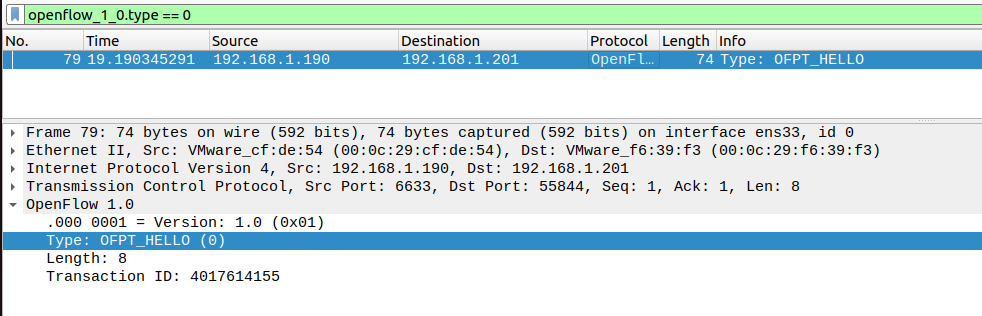 openflow_1_0.type == 0
No. Time Source Destination Protocol Length Info
79 19.190345291 192.168.1.190 192.168.1.201 OpenFl… 74 Type: OFPT_HELLO
Frame 79: 74 bytes on wire (592 bits), 74 bytes captured (592 bits) on interface ens33, id 0
Ethernet II, Src: VMware_cf:de:54 (00:0c:29:cf:de:54), Dst: VMware_f6:39:f3 (00:0c:29:f6:39:f3)
Internet Protocol Version 4, Src: 192.168.1.190, Dst: 192.168.1.201
Transmission Control Protocol, Src Port: 6633, Dst Port: 55844, Seq: 1, Ack: 1, Len: 8
OpenFlow 1.0
.000 0001 = Version: 1.0 (0x01)
Type: OFPT_HELLO (0)
Length: 8
Transaction ID: 4017614155